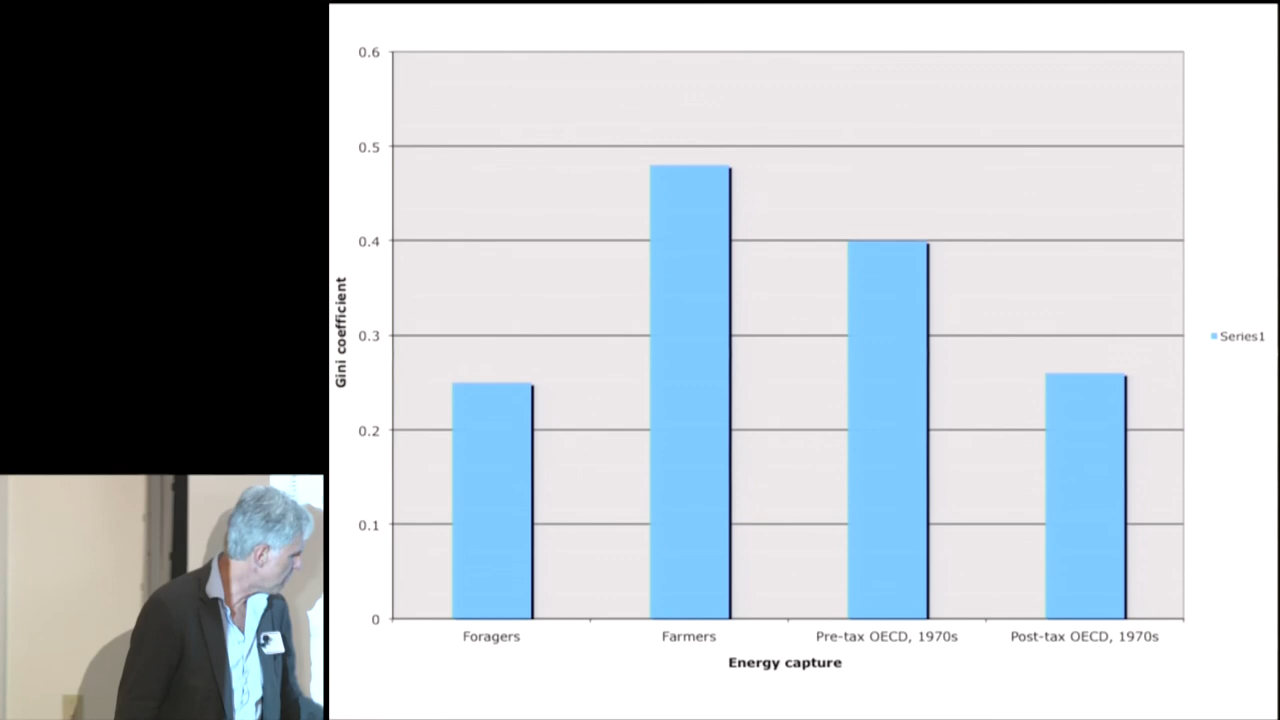 0.6
0.5
0.4
0.3
0.2
0.1
0
Gini coefficient
Foragers
Farmers
Pre-tax OECD, 1970s
Post-tax OECD, 1970s
Energy capture
Series1